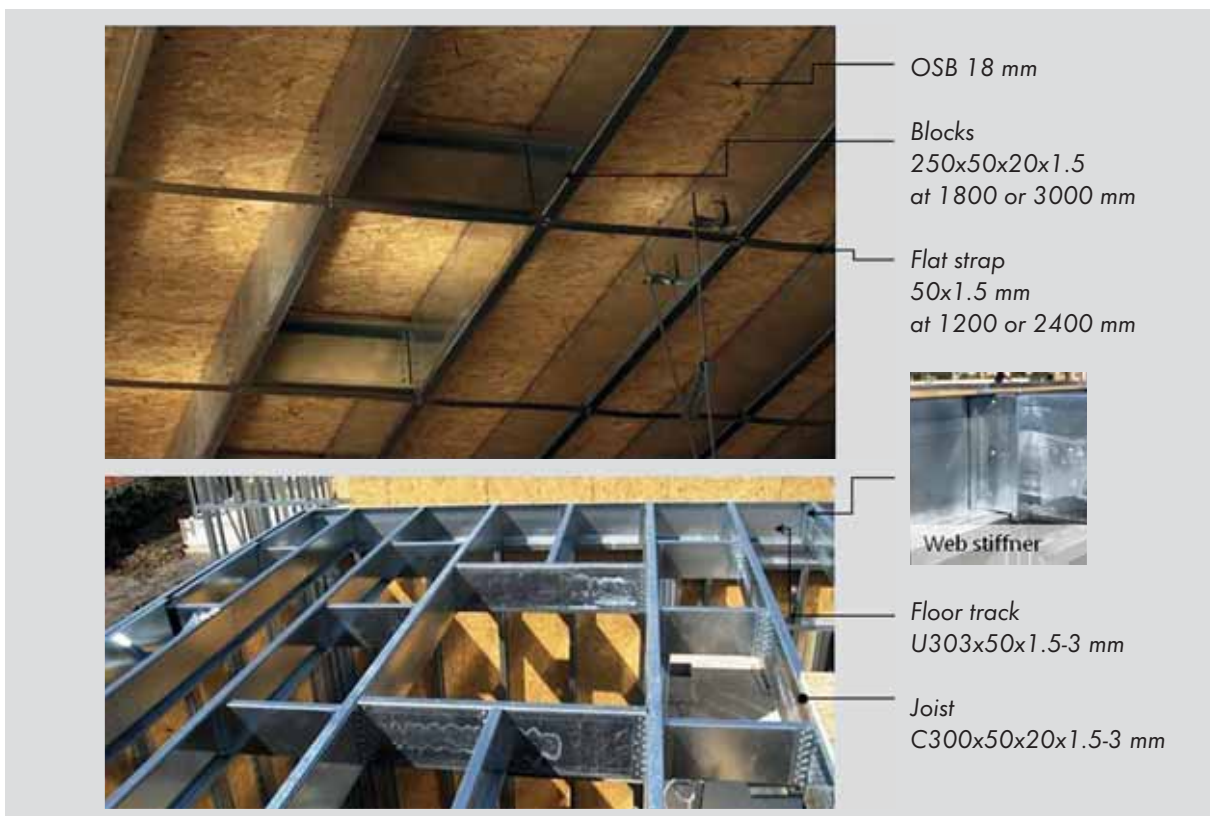 OSB 18 mm
Blocks
250x50x20x1.5
at 1800 or 3000 mm
Flat strap
50x1.5 mm
at 1200 or 2400 mm
Web stiffner
Floor track
U303x50x1.5-3 mm
Joist
C300x50x20x1.5-3 mm